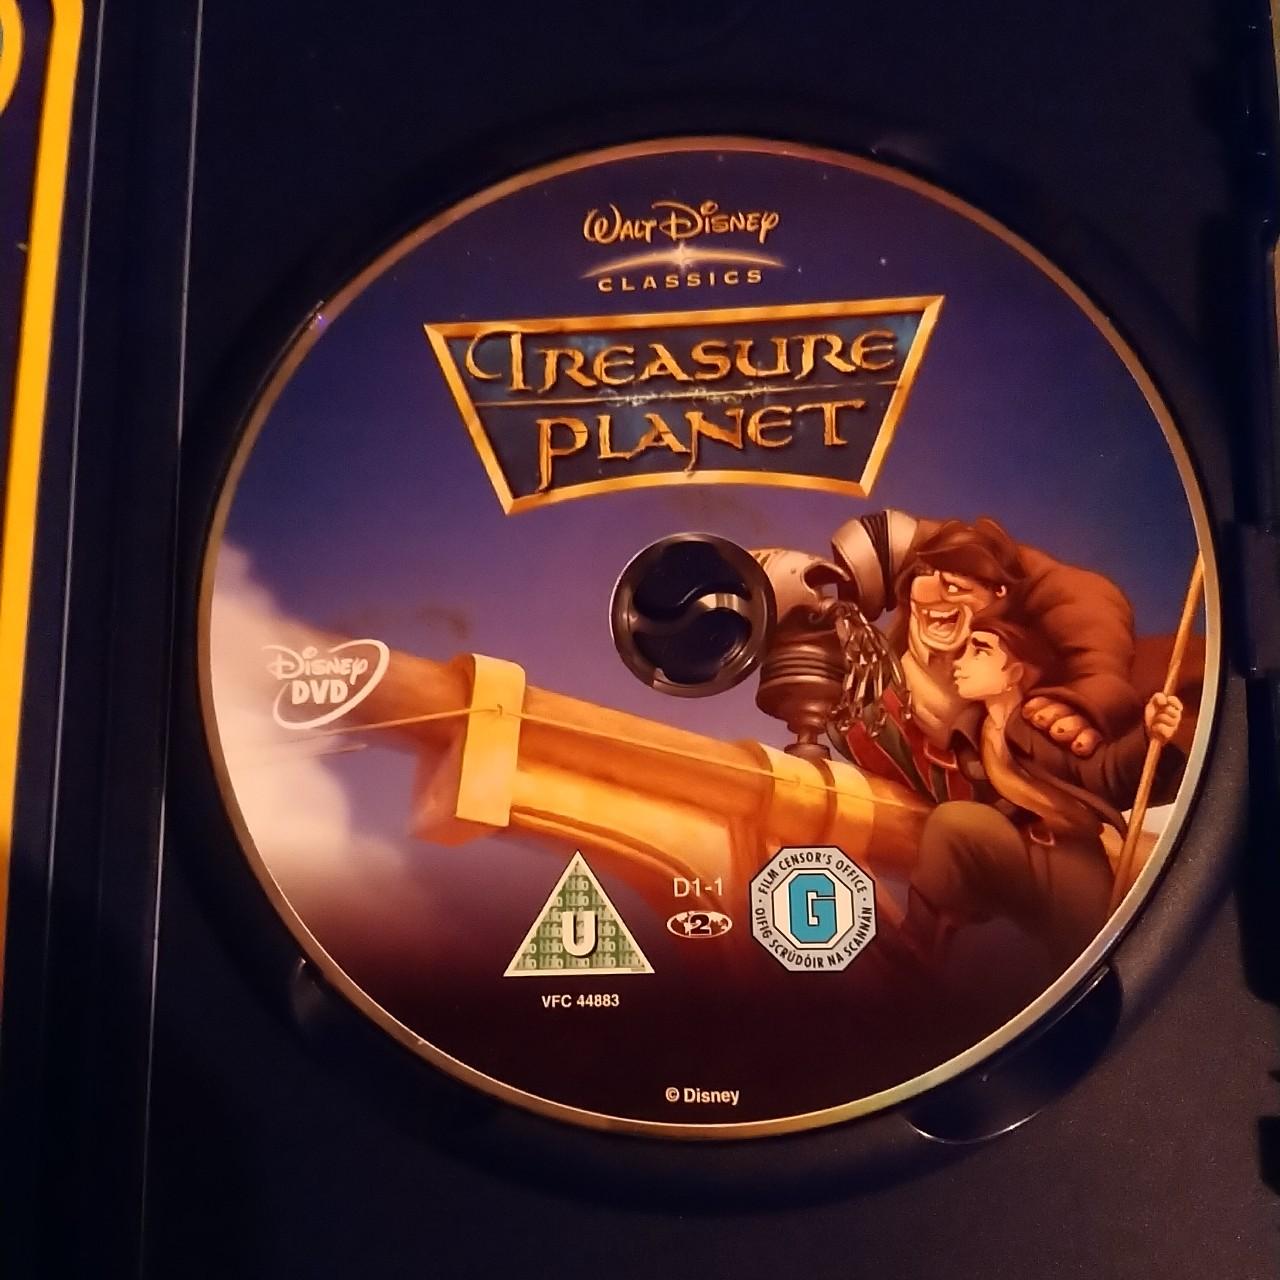 WALT DISNEY
CLASSICS
TREASURE
PLANET
DISNEY
DVD
U
D1-1
2
FILM CENSOR'S OFFICE
G
OIFIG SCRÚDÓIR NA SCANNÁN
VFC 44883
© Disney